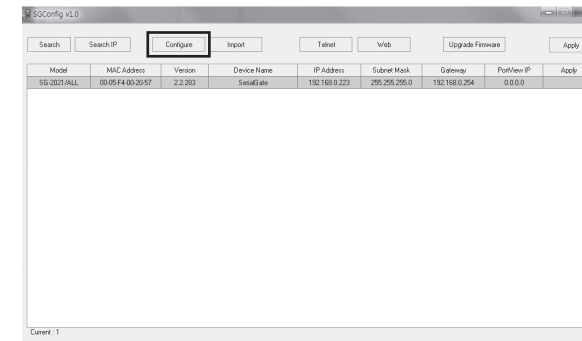 SGConfig v1.0
Search Search IP Configure Import Telnet Web Upgrade Firmware Apply
Model MAC Address Version Device Name IP Address Subnet Mask Gateway PortView IP Apply
SG-2021/ALL 00-05-F4-00-20-57 2.2.283 SerialGate 192.168.0.223 255.255.255.0 192.168.0.254 0.0.0.0
Current : 1